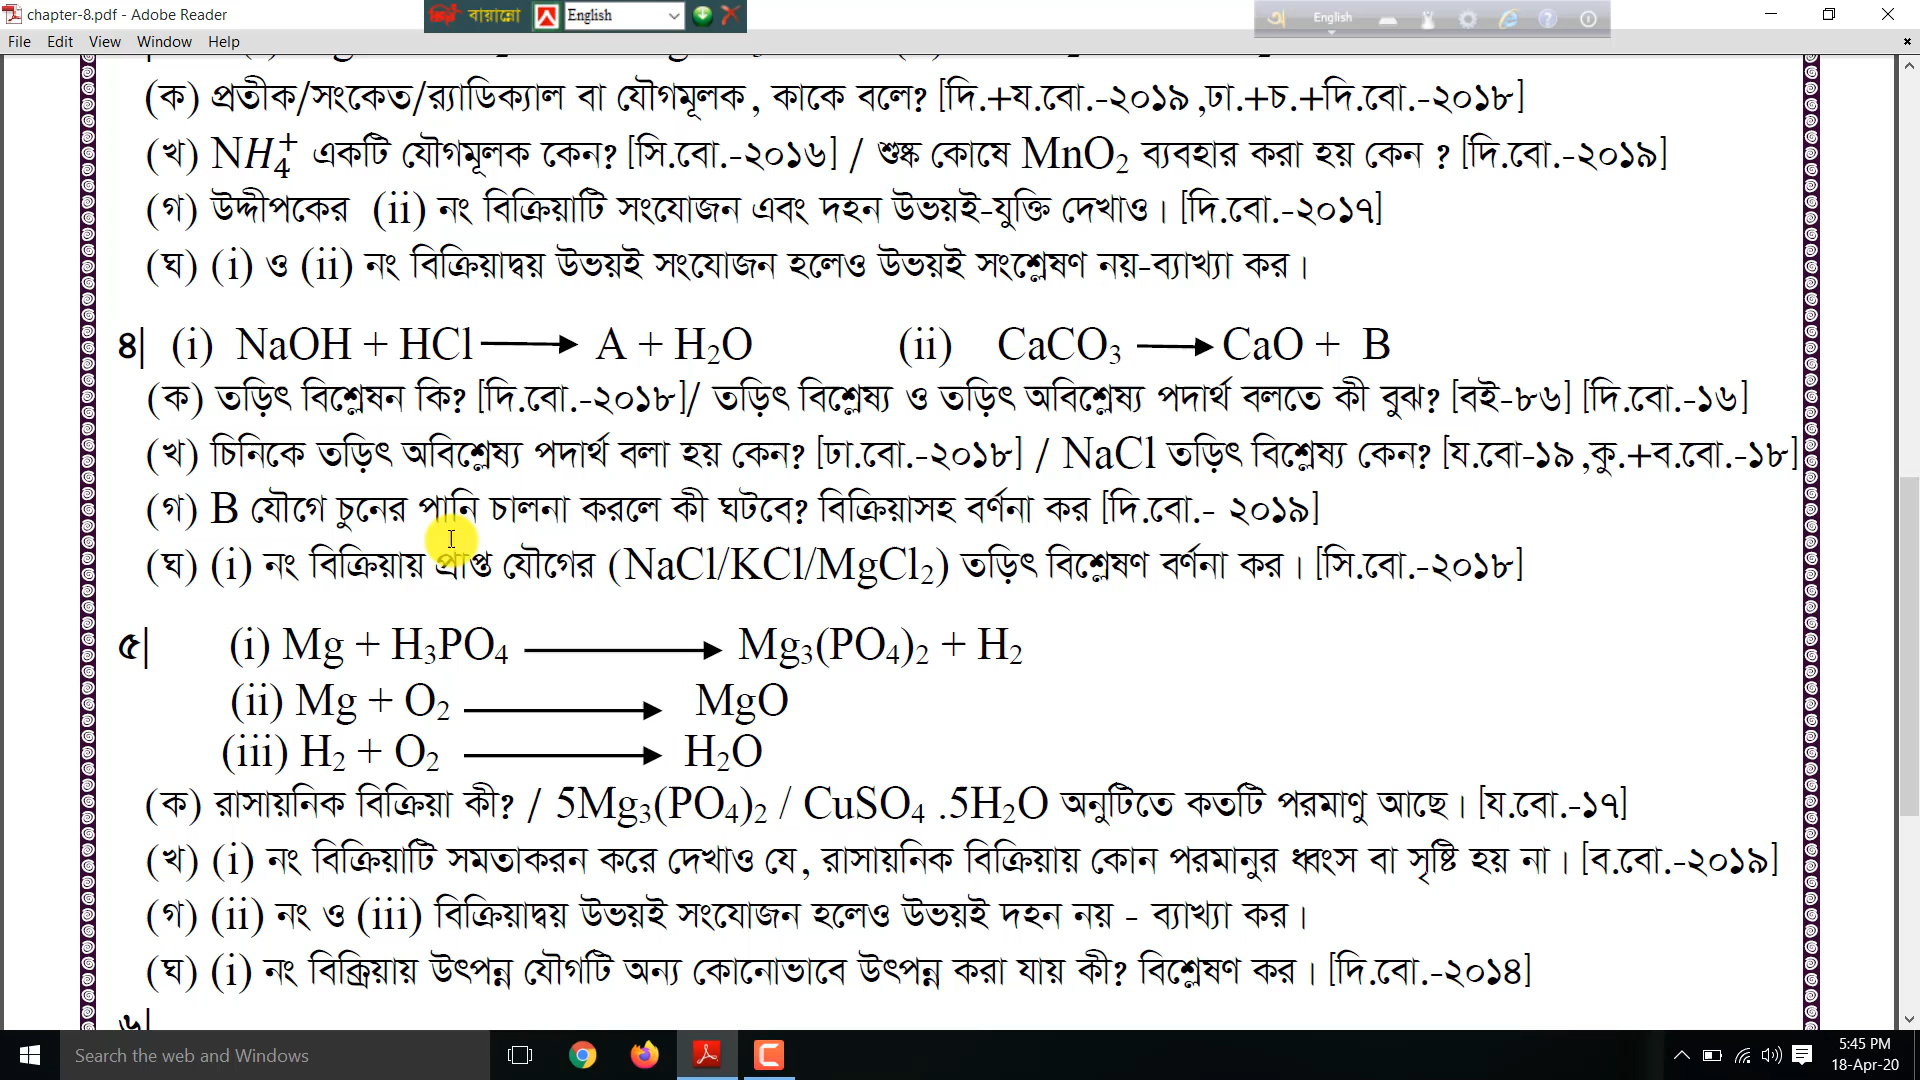 chapter-8.pdf - Adobe Reader
বায়ান্নো English
English
File Edit View Window Help
(ক) প্রতীক/সংকেত/র‍্যাডিক্যাল বা যৌগমূলক, কাকে বলে? [দি.+য.বো.-২০১৯,ঢা.+চ.+দি.বো.-২০১৮]
(খ) NH₄⁺ একটি যৌগমূলক কেন? [সি.বো.-২০১৬] / শুষ্ক কোষে MnO₂ ব্যবহার করা হয় কেন ? [দি.বো.-২০১৯]
(গ) উদ্দীপকের (ii) নং বিক্রিয়াটি সংযোজন এবং দহন উভয়ই-যুক্তি দেখাও। [দি.বো.-২০১৭]
(ঘ) (i) ও (ii) নং বিক্রিয়াদ্বয় উভয়ই সংযোজন হলেও উভয়ই সংশ্লেষণ নয়-ব্যাখ্যা কর।
৪| (i) NaOH + HCl ⟶ A + H₂O (ii) CaCO₃ ⟶ CaO + B
(ক) তড়িৎ বিশ্লেষন কি? [দি.বো.-২০১৮]/ তড়িৎ বিশ্লেষ্য ও তড়িৎ অবিশ্লেষ্য পদার্থ বলতে কী বুঝ? [বই-৮৬] [দি.বো.-১৬]
(খ) চিনিকে তড়িৎ অবিশ্লেষ্য পদার্থ বলা হয় কেন? [ঢা.বো.-২০১৮] / NaCl তড়িৎ বিশ্লেষ্য কেন? [য.বো-১৯,কু.+ব.বো.-১৮]
(গ) B যৌগে চুনের পানি চালনা করলে কী ঘটবে? বিক্রিয়াসহ বর্ণনা কর [দি.বো.- ২০১৯]
(ঘ) (i) নং বিক্রিয়ায় প্রাপ্ত যৌগের (NaCl/KCl/MgCl₂) তড়িৎ বিশ্লেষণ বর্ণনা কর। [সি.বো.-২০১৮]
৫| (i) Mg + H₃PO₄ ⟶ Mg₃(PO₄)₂ + H₂
(ii) Mg + O₂ ⟶ MgO
(iii) H₂ + O₂ ⟶ H₂O
(ক) রাসায়নিক বিক্রিয়া কী? / 5Mg₃(PO₄)₂ / CuSO₄ .5H₂O অনুটিতে কতটি পরমাণু আছে। [য.বো.-১৭]
(খ) (i) নং বিক্রিয়াটি সমতাকরন করে দেখাও যে, রাসায়নিক বিক্রিয়ায় কোন পরমানুর ধ্বংস বা সৃষ্টি হয় না। [ব.বো.-২০১৯]
(গ) (ii) নং ও (iii) বিক্রিয়াদ্বয় উভয়ই সংযোজন হলেও উভয়ই দহন নয় - ব্যাখ্যা কর।
(ঘ) (i) নং বিক্রিয়ায় উৎপন্ন যৌগটি অন্য কোনোভাবে উৎপন্ন করা যায় কী? বিশ্লেষণ কর। [দি.বো.-২০১৪]
৬|
Search the web and Windows
5:45 PM
18-Apr-20